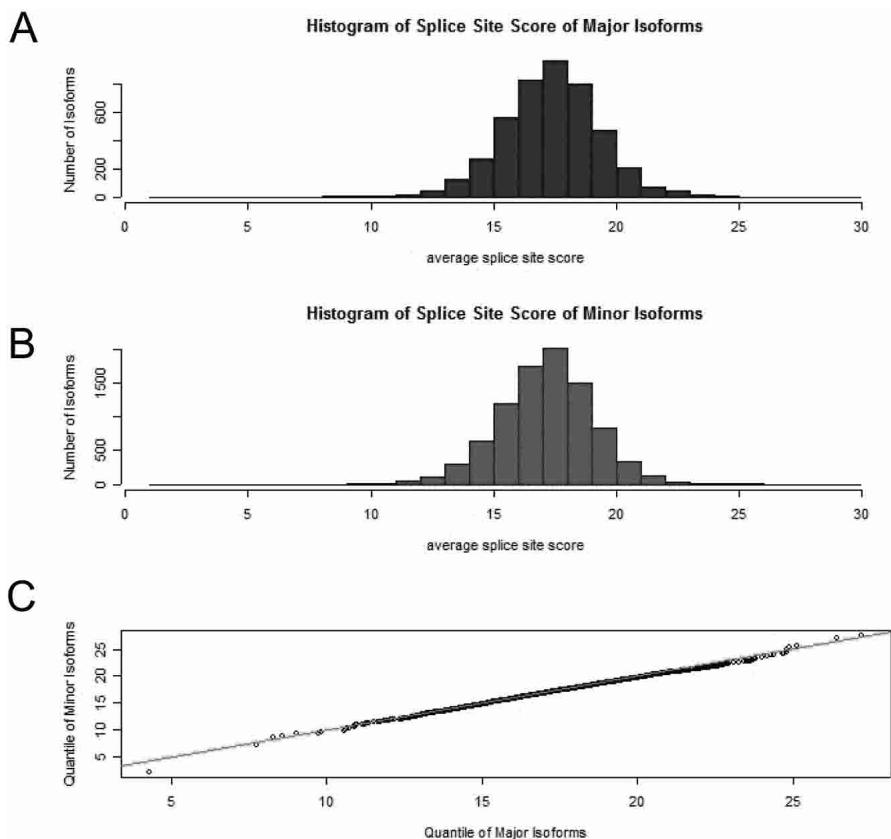 A
Histogram of Splice Site Score of Major Isoforms
Number of Isoforms
0 200 600
0 5 10 15 20 25 30
average splice site score
B
Histogram of Splice Site Score of Minor Isoforms
Number of Isoforms
0 500 1500
0 5 10 15 20 25 30
average splice site score
C
Quantile of Minor Isoforms
5 10 15 20 25
5 10 15 20 25
Quantile of Major Isoforms